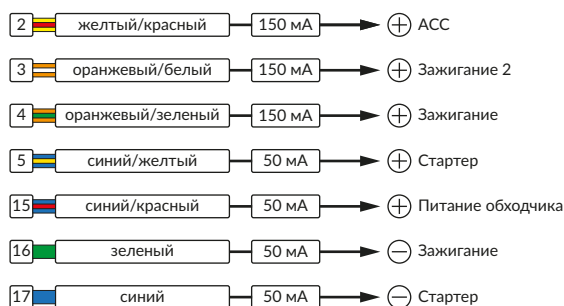 2 желтый/красный 150 мА + ACC
3 оранжевый/белый 150 мА + Зажигание 2
4 оранжевый/зеленый 150 мА + Зажигание
5 синий/желтый 50 мА + Стартер
15 синий/красный 50 мА + Питание обходчика
16 зеленый 50 мА − Зажигание
17 синий 50 мА − Стартер